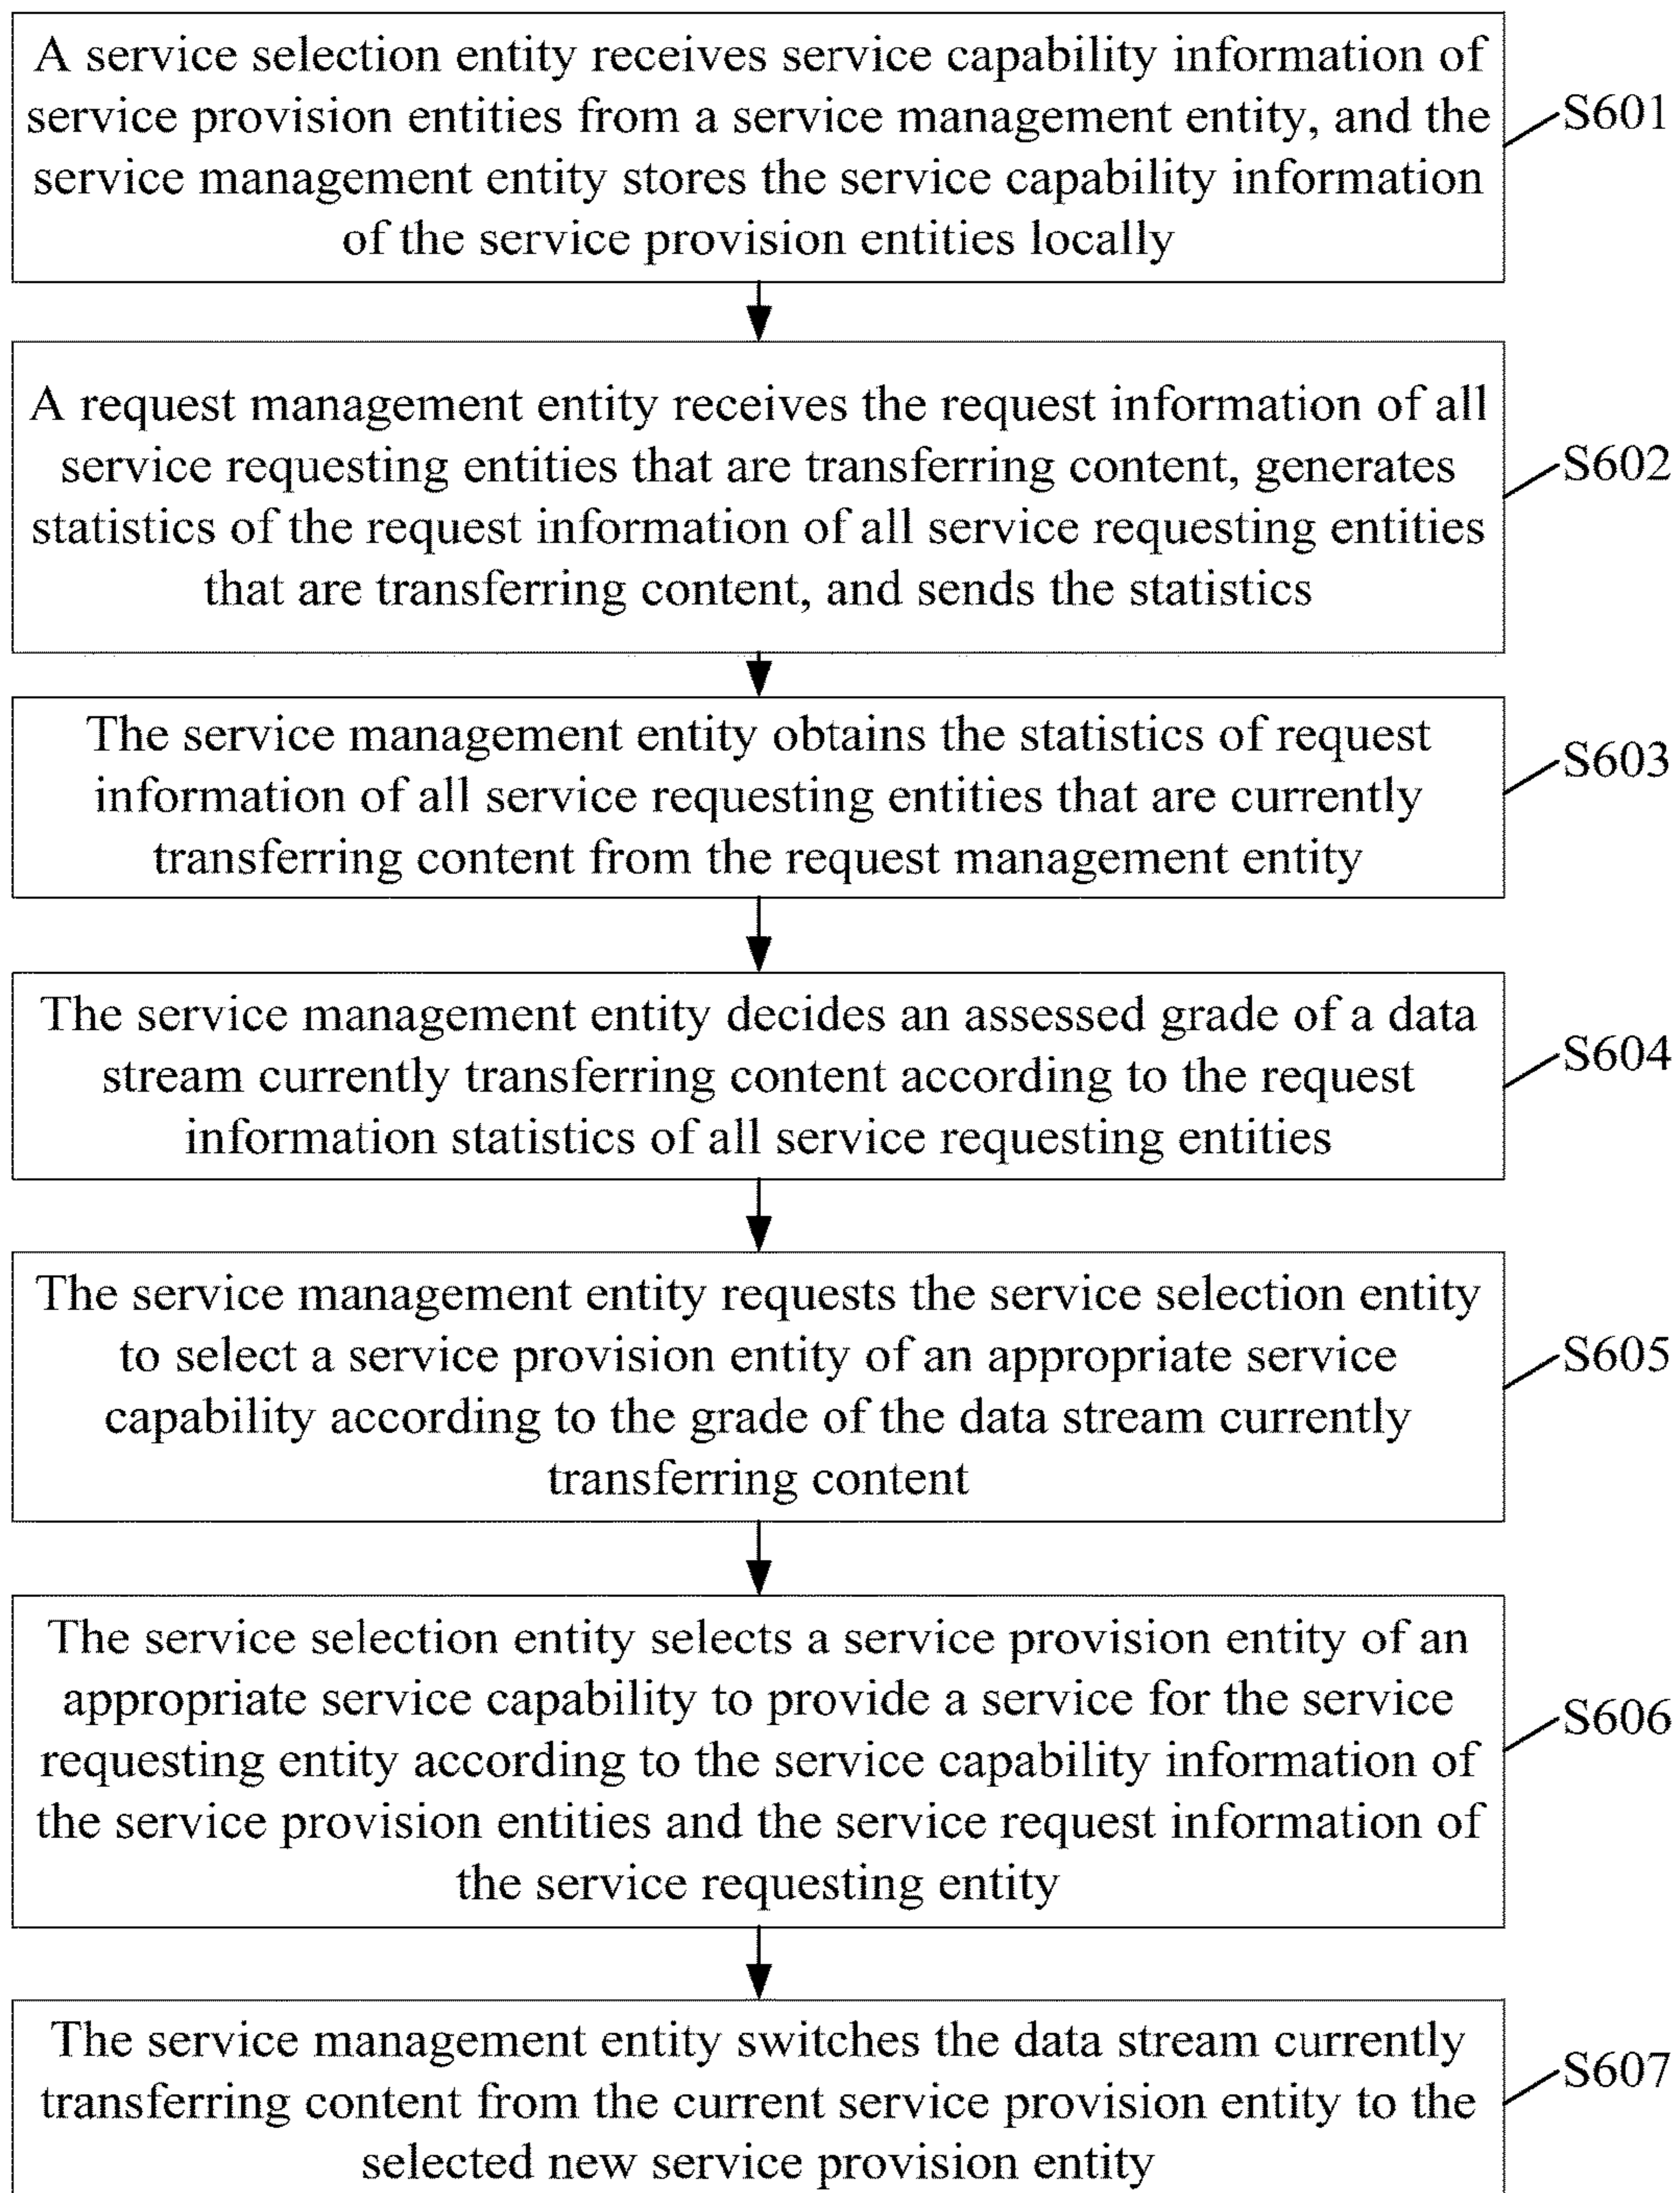 A service selection entity receives service capability information of
service provision entities from a service management entity, and the
service management entity stores the service capability information
of the service provision entities locally
S601
A request management entity receives the request information of all
service requesting entities that are transferring content, generates
statistics of the request information of all service requesting entities
that are transferring content, and sends the statistics
S602
The service management entity obtains the statistics of request
information of all service requesting entities that are currently
transferring content from the request management entity
S603
The service management entity decides an assessed grade of a data
stream currently transferring content according to the request
information statistics of all service requesting entities
S604
The service management entity requests the service selection entity
to select a service provision entity of an appropriate service
capability according to the grade of the data stream currently
transferring content
S605
The service selection entity selects a service provision entity of an
appropriate service capability to provide a service for the service
requesting entity according to the service capability information of
the service provision entities and the service request information of
the service requesting entity
S606
The service management entity switches the data stream currently
transferring content from the current service provision entity to the
selected new service provision entity
S607